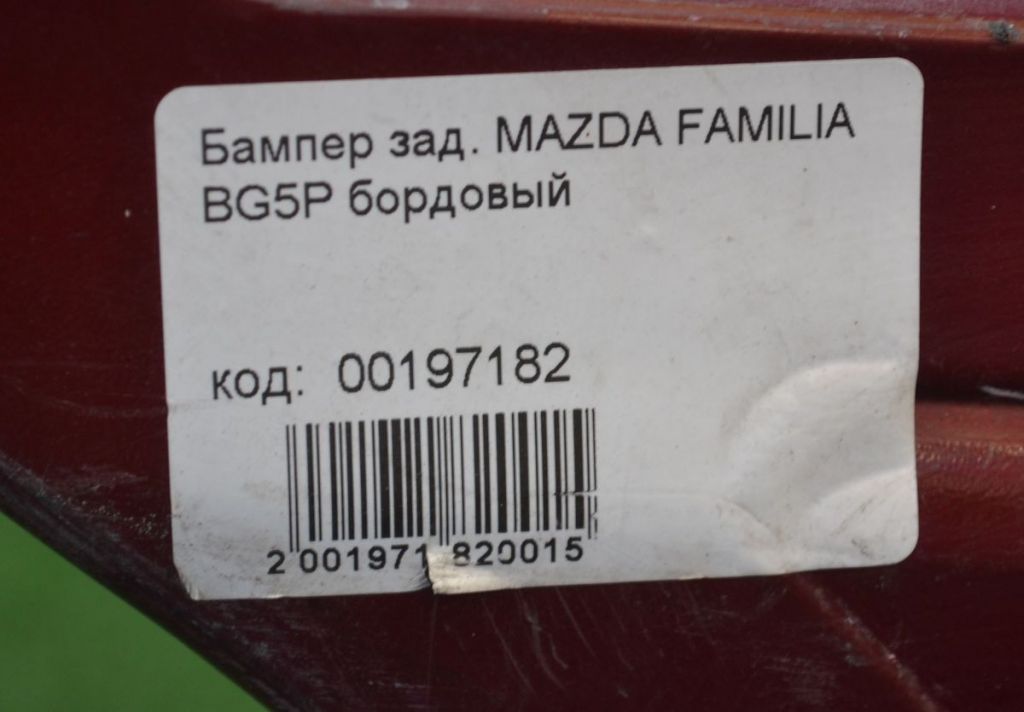 Бампер зад. MAZDA FAMILIA
BG5P бордовый
код: 00197182
2 001971 820015